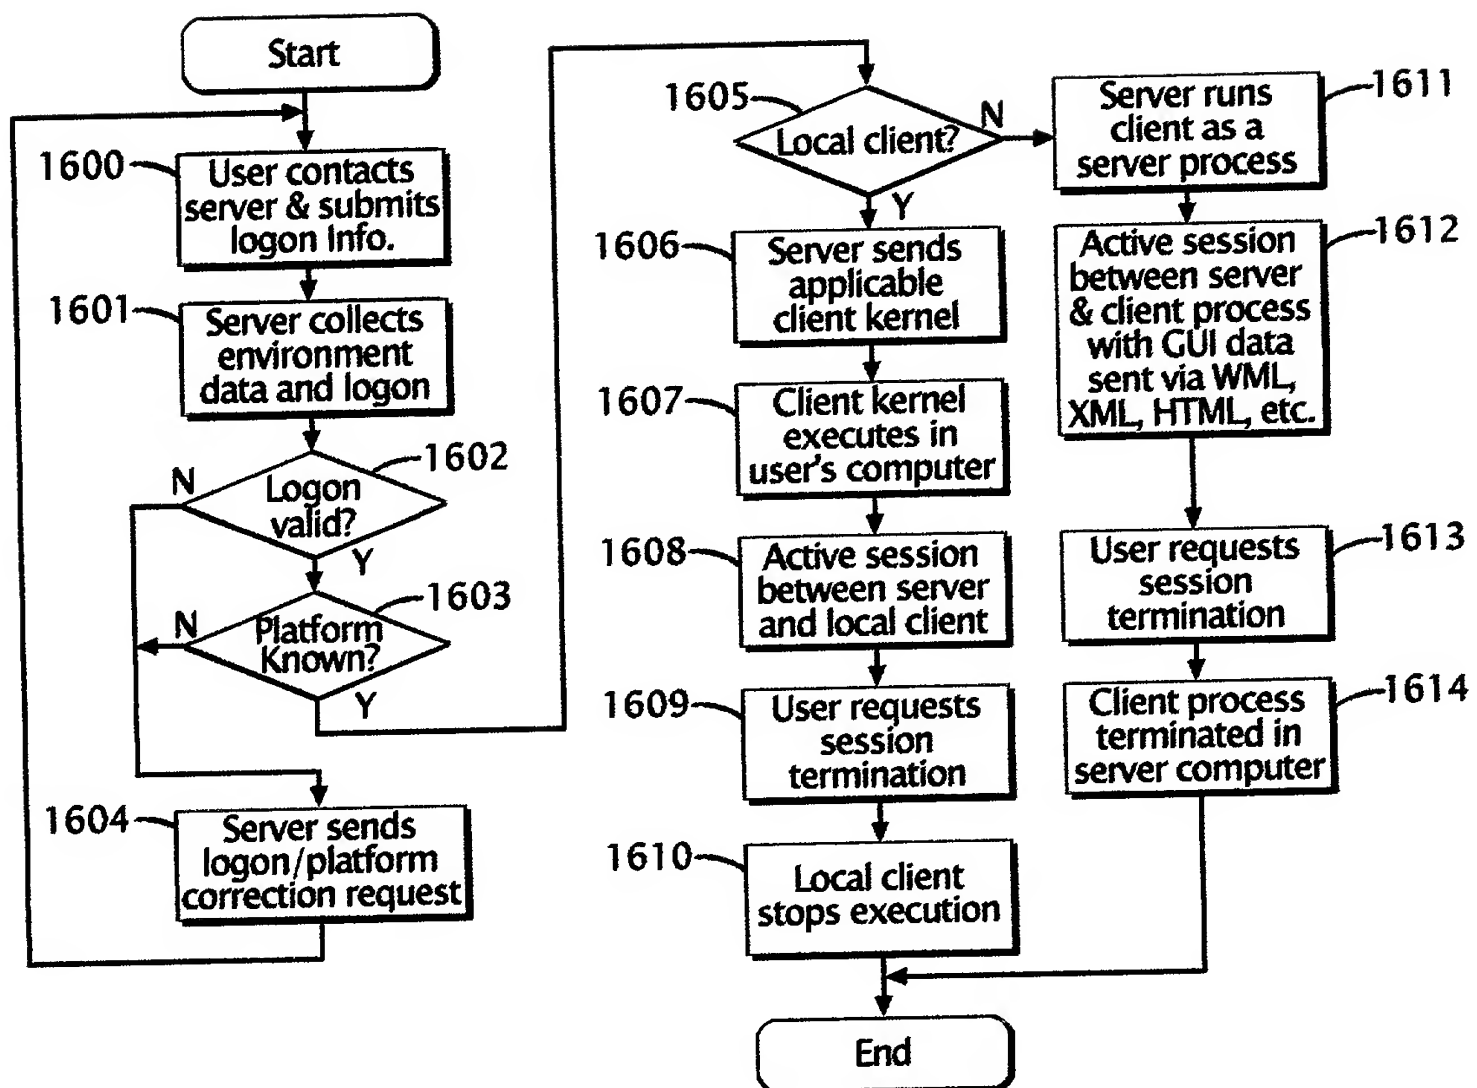 Start
1600
User contacts
server & submits
logon Info.
1601
Server collects
environment
data and logon
1602
N
Logon
valid?
Y
1603
N
Platform
Known?
Y
1604
Server sends
logon/platform
correction request
1605
Local client?
N
Y
1606
Server sends
applicable
client kernel
1607
Client kernel
executes in
user's computer
1608
Active session
between server
and local client
1609
User requests
session
termination
1610
Local client
stops execution
1611
Server runs
client as a
server process
1612
Active session
between server
& client process
with GUI data
sent via WML,
XML, HTML, etc.
1613
User requests
session
termination
1614
Client process
terminated in
server computer
End